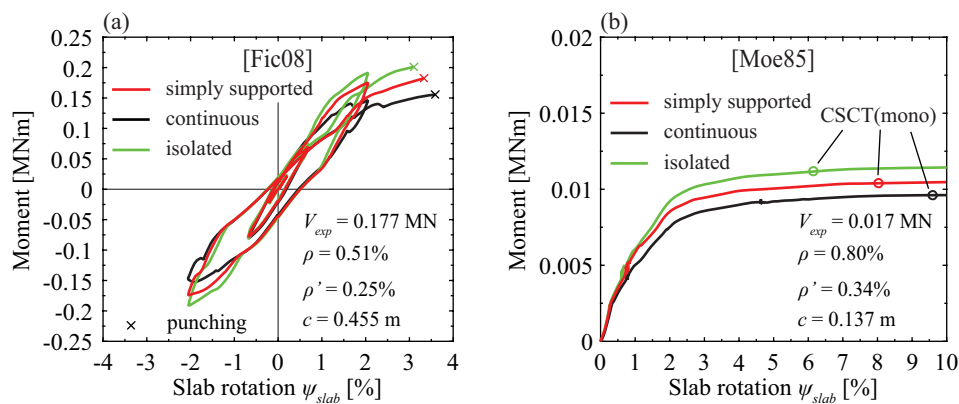 (a)
[Fic08]
simply supported
continuous
isolated
0.25
0.2
0.15
0.1
0.05
0
-0.05
-0.1
-0.15
-0.2
-0.25
Moment [MNm]
V_exp = 0.177 MN
ρ = 0.51%
ρ' = 0.25%
c = 0.455 m
× punching
-4 -3 -2 -1 0 1 2 3 4
Slab rotation ψ_slab [%]
(b)
[Moe85]
simply supported
continuous
isolated
CSCT(mono)
0.02
0.015
0.01
0.005
0
Moment [MNm]
V_exp = 0.017 MN
ρ = 0.80%
ρ' = 0.34%
c = 0.137 m
0 1 2 3 4 5 6 7 8 9 10
Slab rotation ψ_slab [%]